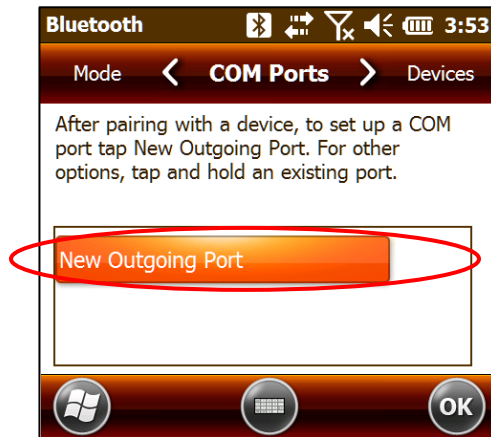 Bluetooth 3:53
Mode COM Ports Devices
After pairing with a device, to set up a COM
port tap New Outgoing Port. For other
options, tap and hold an existing port.
New Outgoing Port
OK